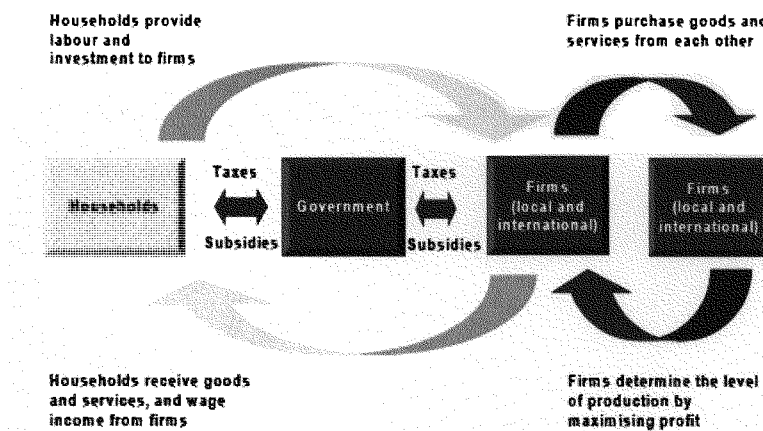 Households provide
labour and
investment to firms
Firms purchase goods and
services from each other
Taxes
Taxes
Households
Government
Firms
(local and
international)
Firms
(local and
international)
Subsidies
Subsidies
Households receive goods
and services, and wage
income from firms
Firms determine the level
of production by
maximising profit